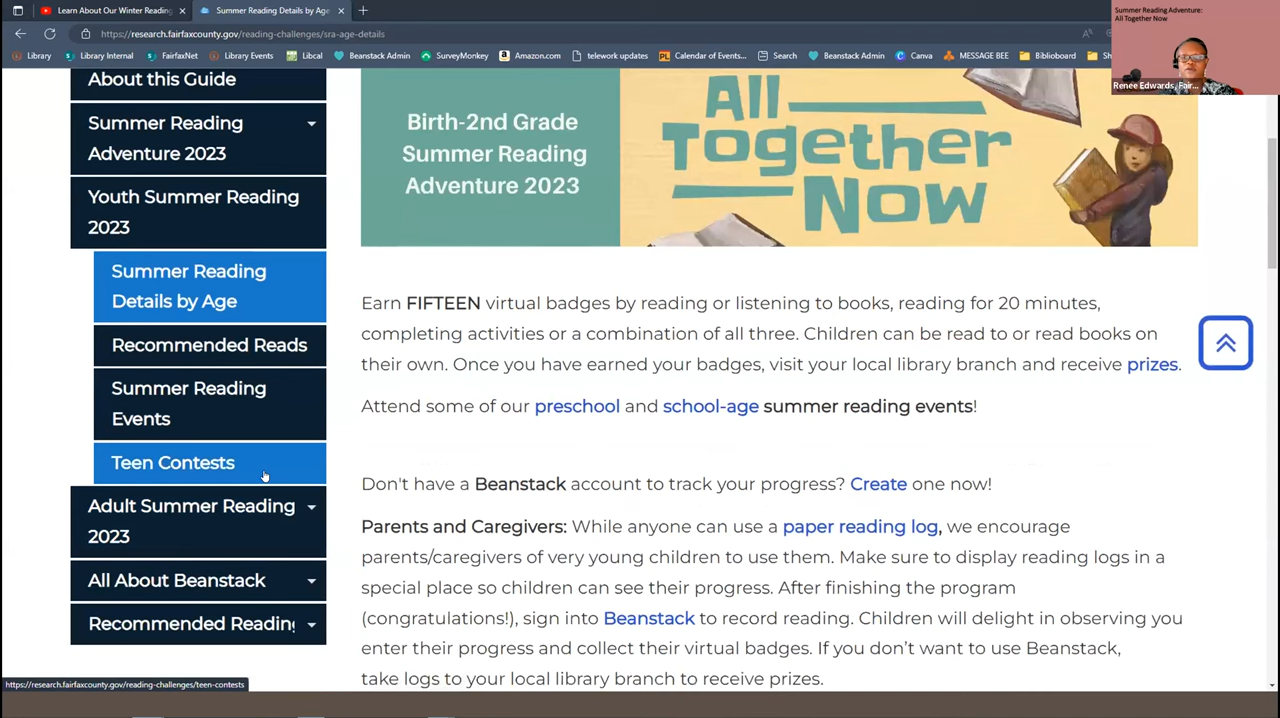 Learn About Our Winter Reading
Summer Reading Details by Age
https://research.fairfaxcounty.gov/reading-challenges/sra-age-details
Library
Library Internal
FairfaxNet
Library Events
Libcal
Beanstack Admin
SurveyMonkey
Amazon.com
telework updates
Calendar of Events...
Search
Beanstack Admin
Canva
MESSAGE BEE
Biblioboard
Summer Reading Adventure:
All Together Now
Renee Edwards, Fair...
About this Guide
Summer Reading
Adventure 2023
Youth Summer Reading
2023
Summer Reading
Details by Age
Recommended Reads
Summer Reading
Events
Teen Contests
Adult Summer Reading
2023
All About Beanstack
Recommended Reading
Birth-2nd Grade
Summer Reading
Adventure 2023
All
Together
Now
Earn FIFTEEN virtual badges by reading or listening to books, reading for 20 minutes,
completing activities or a combination of all three. Children can be read to or read books on
their own. Once you have earned your badges, visit your local library branch and receive prizes.
Attend some of our preschool and school-age summer reading events!
Don't have a Beanstack account to track your progress? Create one now!
Parents and Caregivers: While anyone can use a paper reading log, we encourage
parents/caregivers of very young children to use them. Make sure to display reading logs in a
special place so children can see their progress. After finishing the program
(congratulations!), sign into Beanstack to record reading. Children will delight in observing you
enter their progress and collect their virtual badges. If you don't want to use Beanstack,
take logs to your local library branch to receive prizes.
https://research.fairfaxcounty.gov/reading-challenges/teen-contests